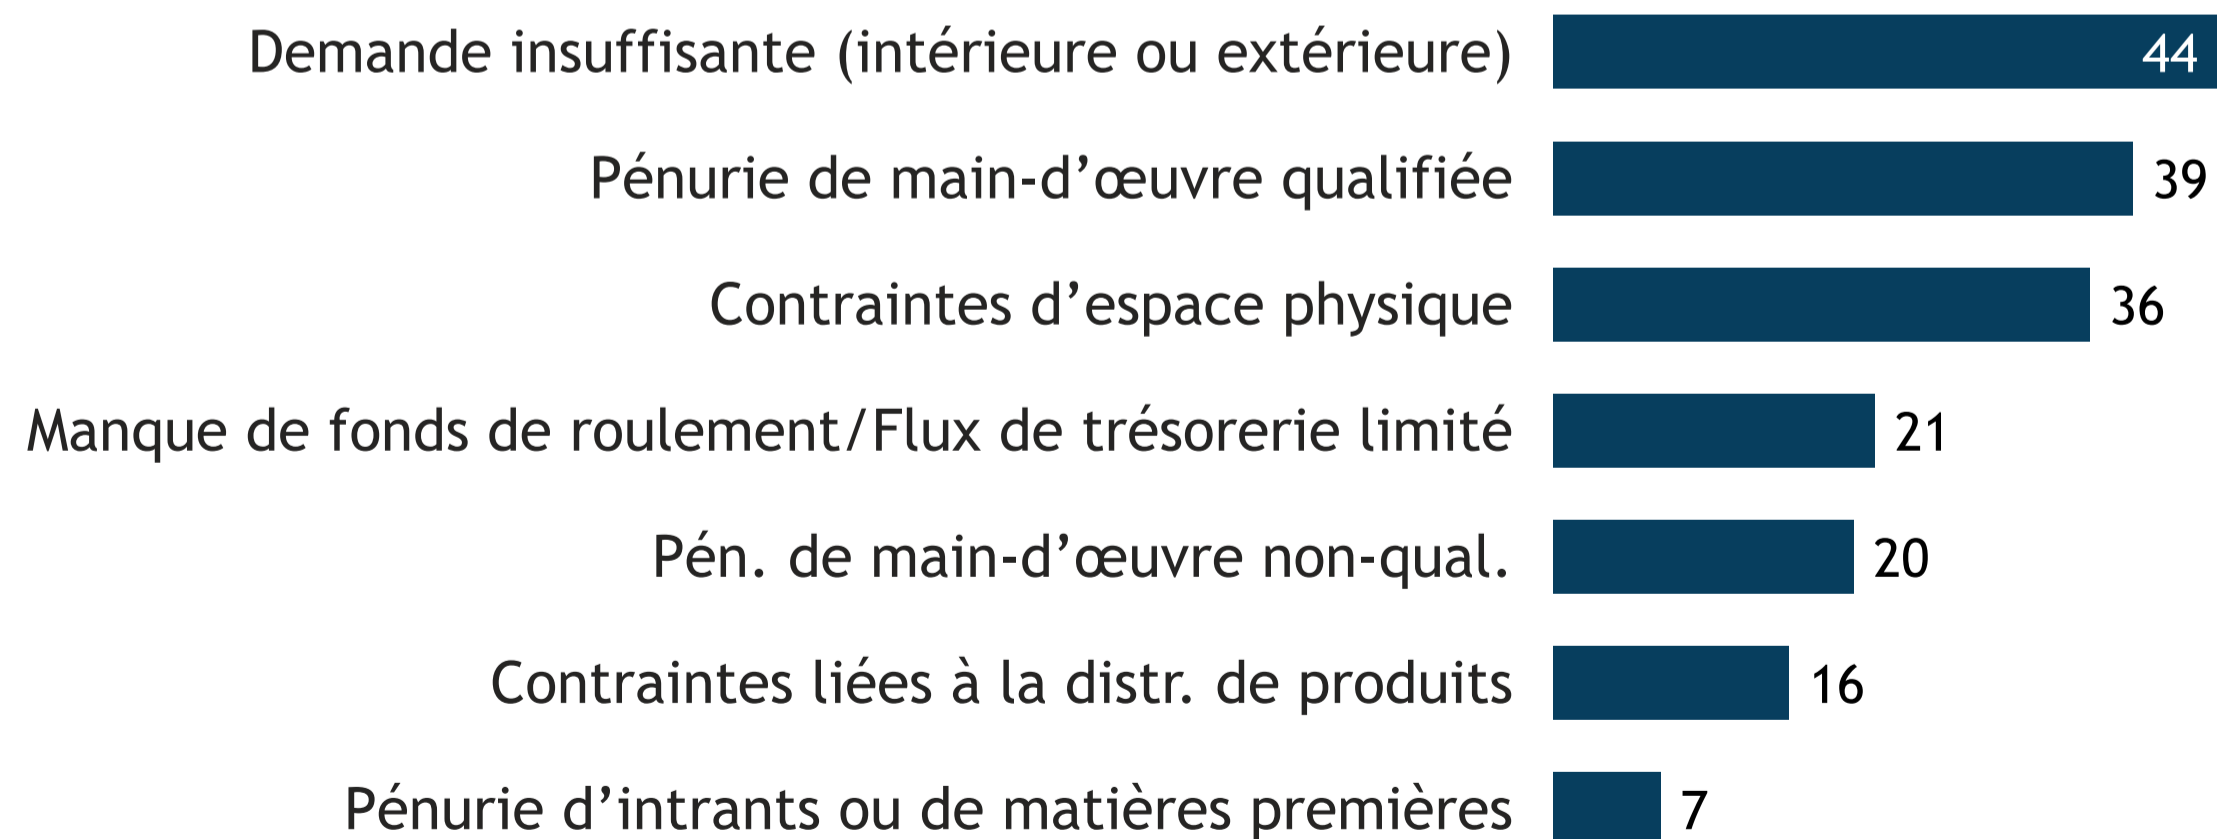 Demande insuffisante (intérieure ou extérieure) 44
Pénurie de main-d’œuvre qualifiée 39
Contraintes d’espace physique 36
Manque de fonds de roulement/Flux de trésorerie limité 21
Pén. de main-d’œuvre non-qual. 20
Contraintes liées à la distr. de produits 16
Pénurie d’intrants ou de matières premières 7